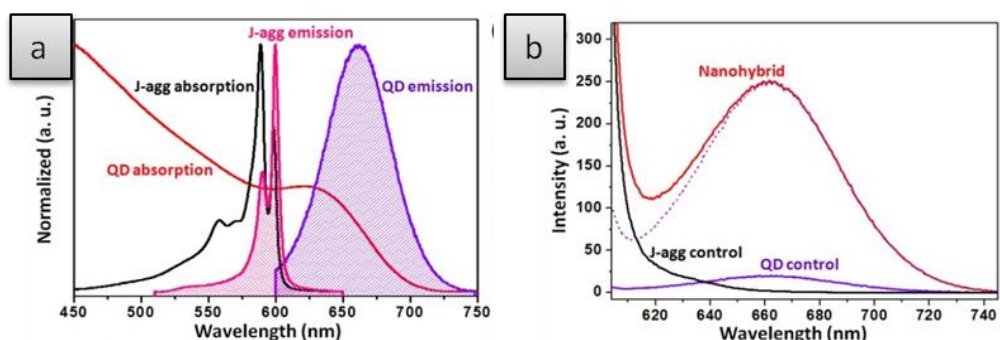 a
J-agg emission
J-agg absorption
QD emission
QD absorption
Normalized (a. u.)
450 500 550 600 650 700 750
Wavelength (nm)
b
300
250
200
150
100
50
0
Nanohybrid
J-agg control
QD control
Intensity (a. u.)
620 640 660 680 700 720 740
Wavelength (nm)